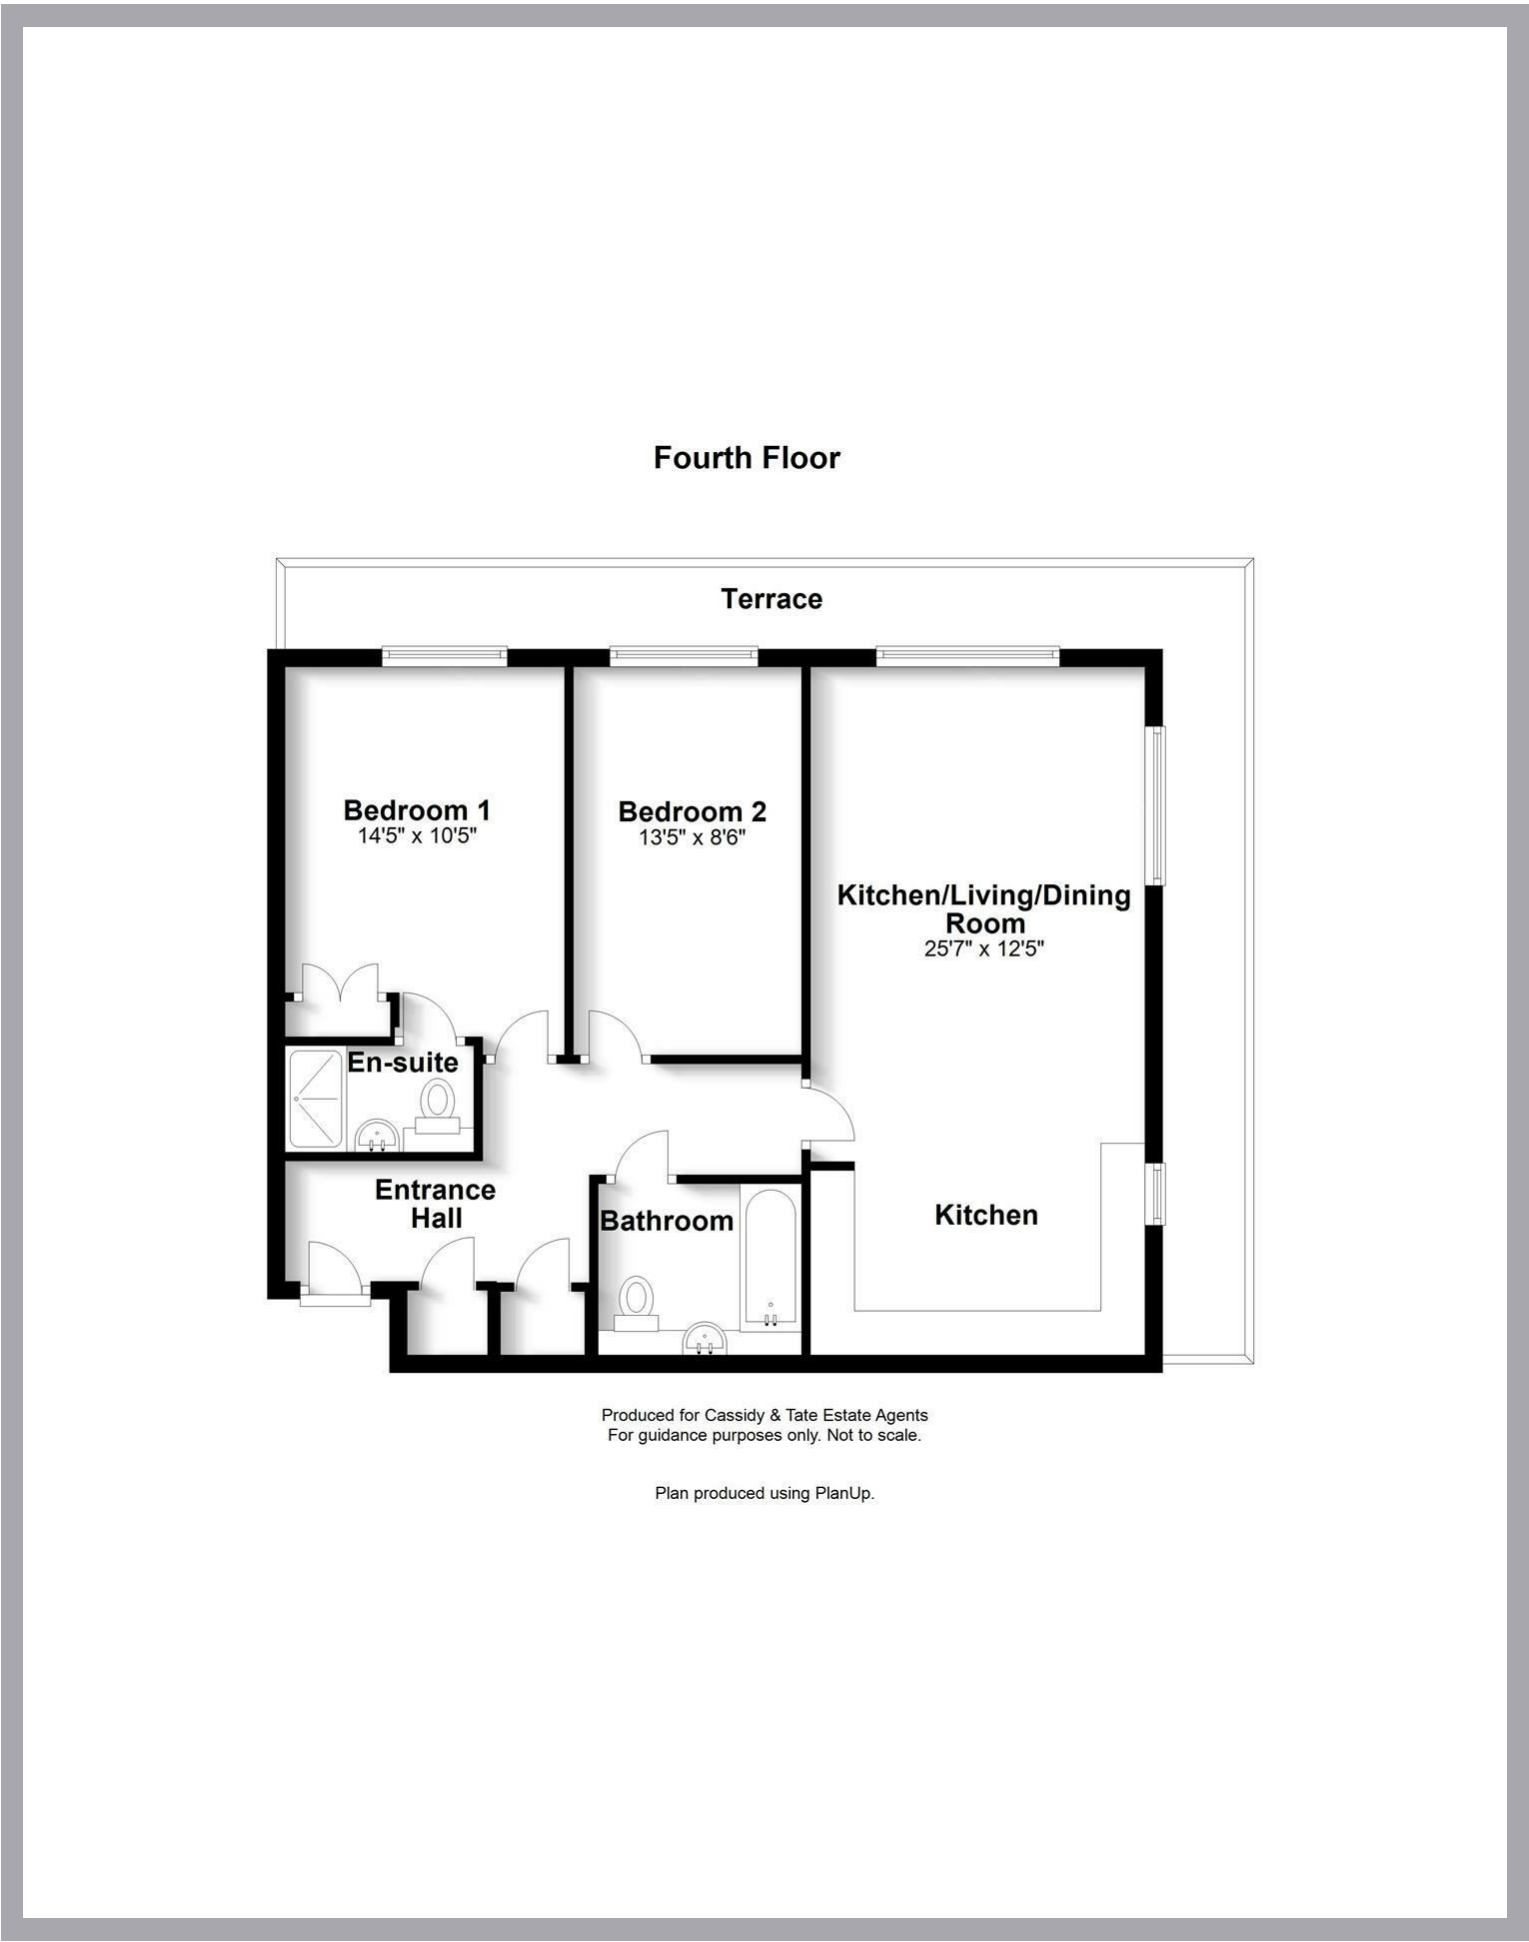 Fourth Floor
Terrace
Bedroom 1
14'5" x 10'5"
Bedroom 2
13'5" x 8'6"
Kitchen/Living/Dining
Room
25'7" x 12'5"
En-suite
Entrance
Hall
Bathroom
Kitchen
Produced for Cassidy & Tate Estate Agents
For guidance purposes only. Not to scale.
Plan produced using PlanUp.